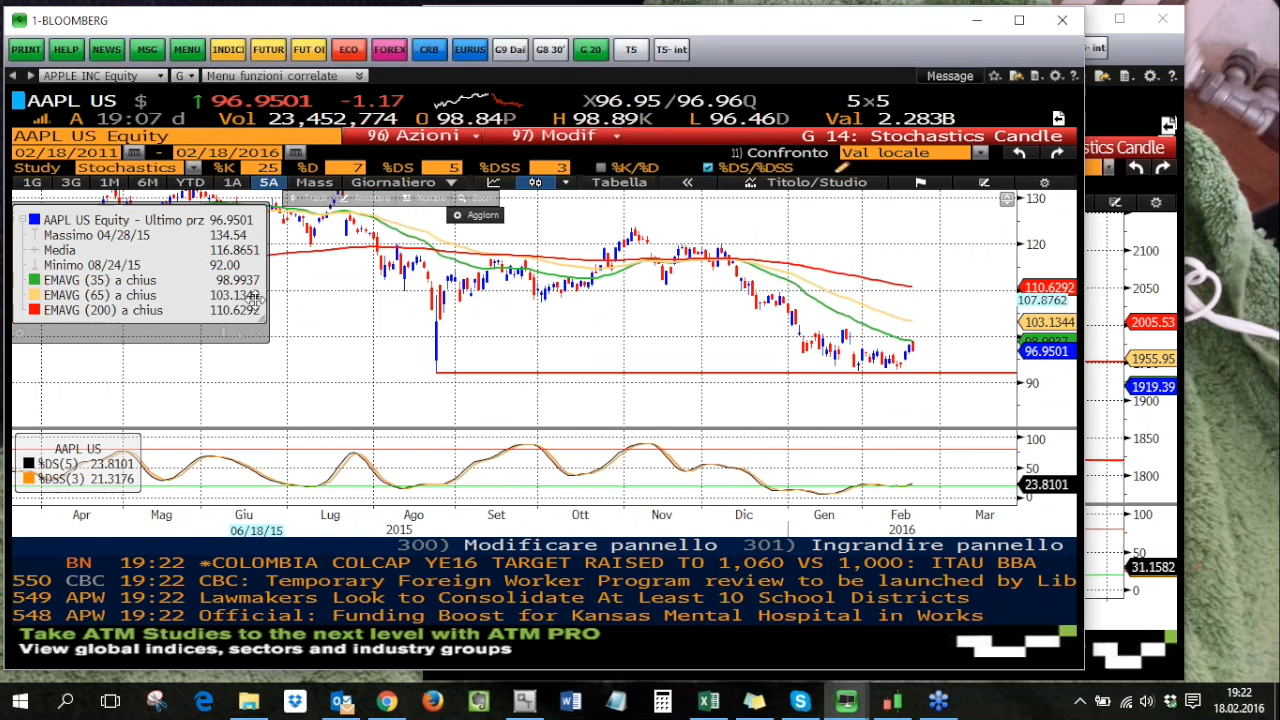 1-BLOOMBERG
PRINT HELP NEWS MSG MENU INDICI FUTUR FUT OI ECO FOREX CRB EURUS G9 Dai G8 30' G 20 TS T5- int
APPLE INC Equity G Menu funzioni correlate Message
AAPL US $ 96.9501 -1.17 X96.95 /96.96Q 5×5
A 19:07 d Vol 23,452,774 O 98.84P H 98.89K L 96.46D Val 2.283B
AAPL US Equity 96) Azioni 97) Modif G 14: Stochastics Candle
02/18/2011 - 02/18/2016 11) Confronto Val locale
Study Stochastics %K 25 %D 7 %DS 5 %DSS 3 %K/%D %DS/%DSS
1G 3G 1M 6M YTD 1A 5A Mass Giornaliero Tabella Titolo/Studio
Aggiorn
AAPL US Equity - Ultimo prz 96.9501
Massimo 04/28/15 134.54
Media 116.8651
Minimo 08/24/15 92.00
EMAVG (35) a chius 98.9937
EMAVG (65) a chius 103.1344
EMAVG (200) a chius 110.6292
130
120
110.6292
107.8762
103.1344
98.9937
96.9501
90
AAPL US
%DS(5) 23.8101
%DSS(3) 21.3176
100
50
23.8101
0
Apr Mag Giu Lug Ago Set Ott Nov Dic Gen Feb Mar
06/18/15 2015 2016
300) Modificare pannello 301) Ingrandire pannello
BN 19:22 *COLOMBIA COLCAP YE16 TARGET RAISED TO 1,060 VS 1,000: ITAU BBA
550 CBC 19:22 CBC: Temporary Foreign Worker Program review to be launched by Lib
549 APW 19:22 Lawmakers Look to Consolidate At Least 10 School Districts
548 APW 19:22 Official: Funding Boost for Kansas Mental Hospital in Works
Take ATM Studies to the next level with ATM PRO
View global indices, sectors and industry groups
int
tics Candle
2100
2050
2005.53
1955.95
1919.39
1900
1850
1800
100
50
31.1582
0
19:22
18.02.2016